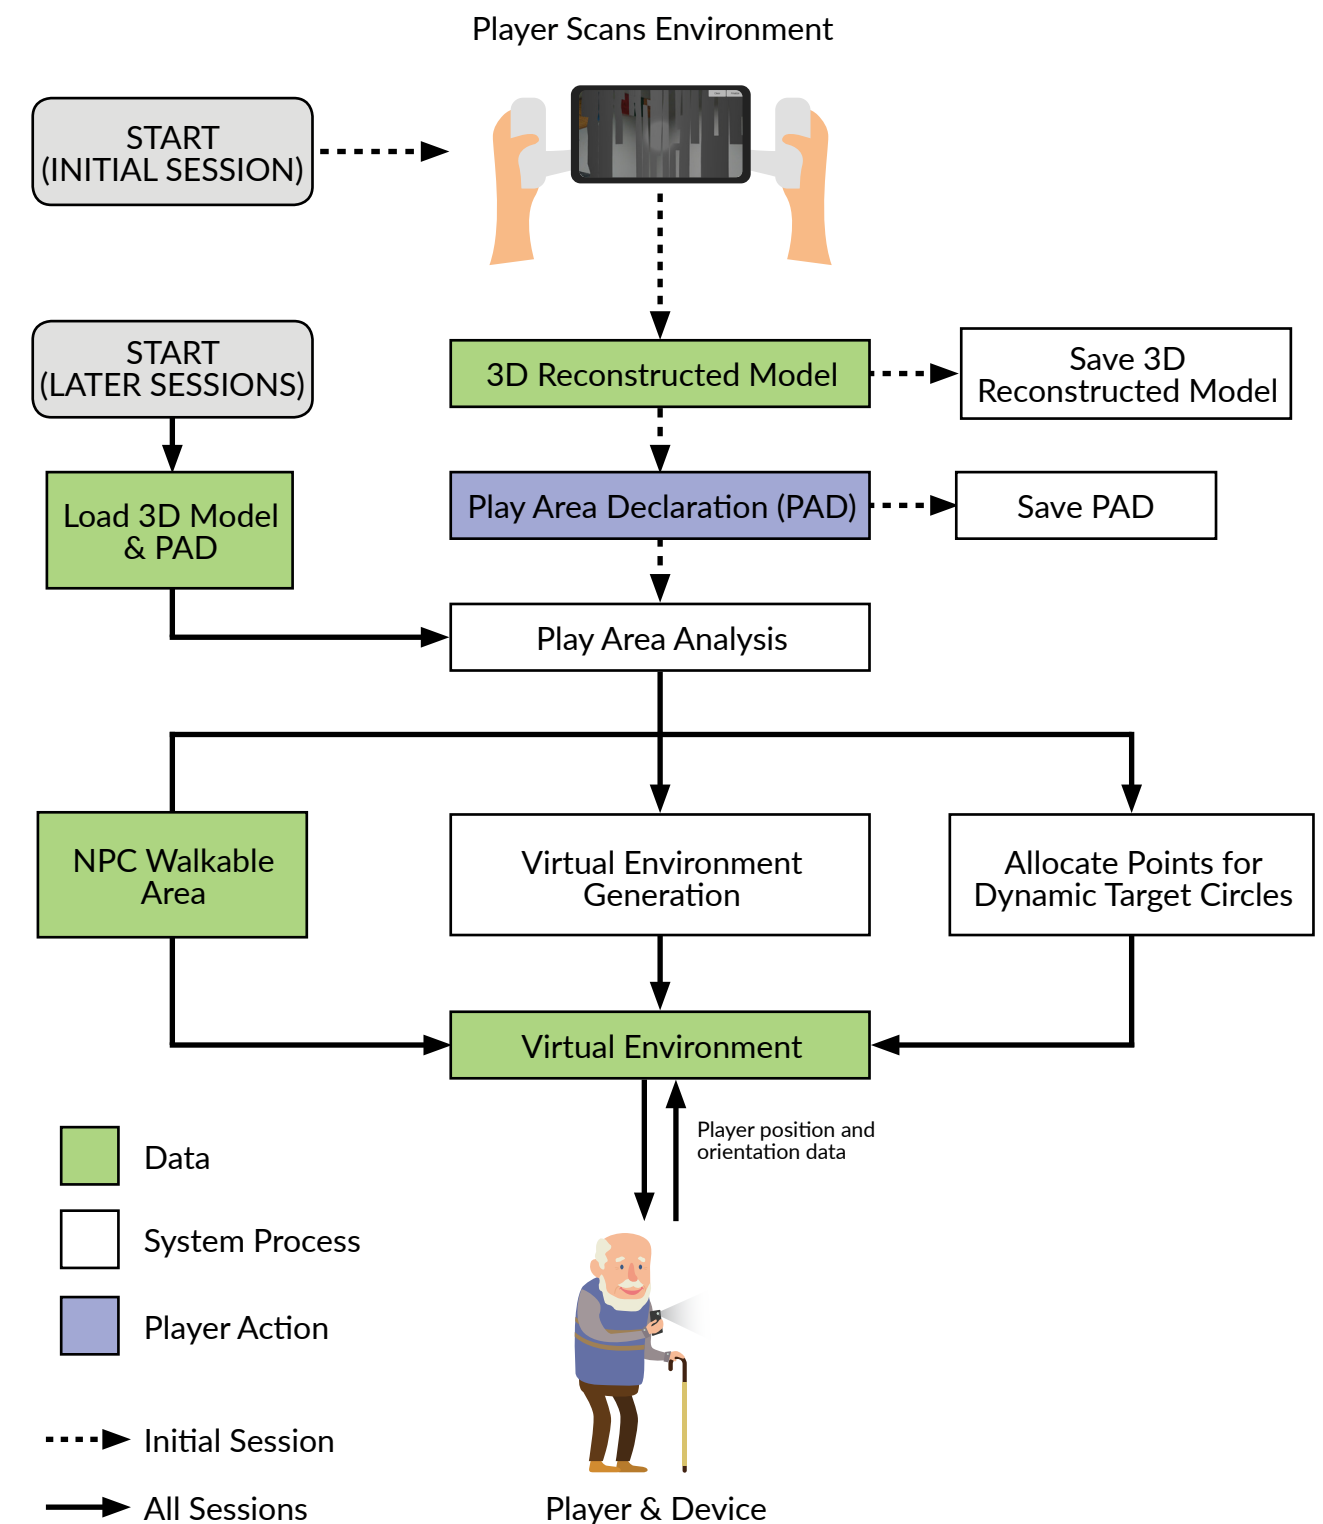 Player Scans Environment
START
(INITIAL SESSION)
START
(LATER SESSIONS)
3D Reconstructed Model
Save 3D
Reconstructed Model
Load 3D Model
& PAD
Play Area Declaration (PAD)
Save PAD
Play Area Analysis
NPC Walkable
Area
Virtual Environment
Generation
Allocate Points for
Dynamic Target Circles
Virtual Environment
Player position and
orientation data
Data
System Process
Player Action
Initial Session
All Sessions
Player & Device